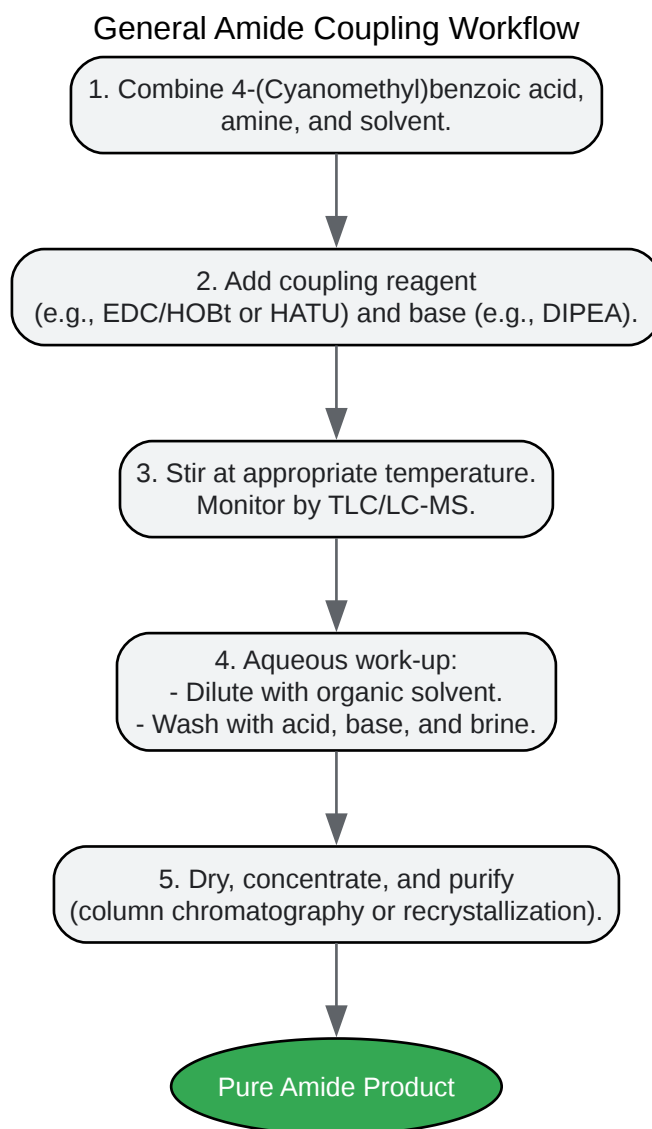 General Amide Coupling Workflow
1. Combine 4-(Cyanomethyl)benzoic acid,
amine, and solvent.
2. Add coupling reagent
(e.g., EDC/HOBt or HATU) and base (e.g., DIPEA).
3. Stir at appropriate temperature.
Monitor by TLC/LC-MS.
4. Aqueous work-up:
- Dilute with organic solvent.
- Wash with acid, base, and brine.
5. Dry, concentrate, and purify
(column chromatography or recrystallization).
Pure Amide Product